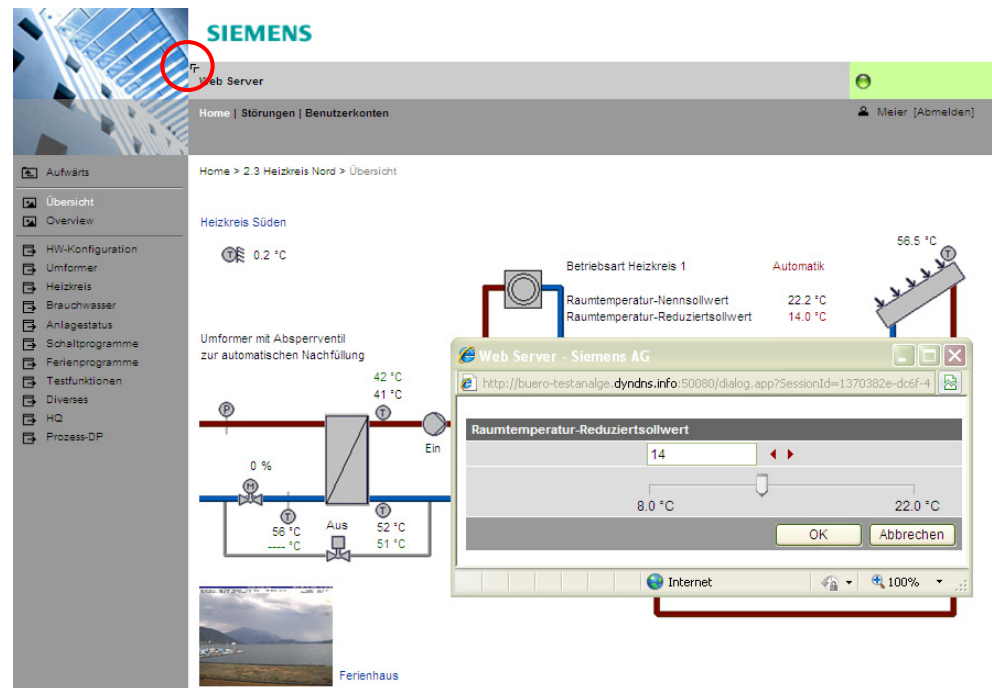 SIEMENS
Web Server
Home | Störungen | Benutzerkonten
Meier [Abmelden]
Aufwärts
Home > 2.3 Heizkreis Nord > Übersicht
Übersicht
Overview
HW-Konfiguration
Umformer
Heizkreis
Brauchwasser
Anlagestatus
Schaltprogramme
Ferienprogramme
Testfunktionen
Diverses
HQ
Prozess-DP
Heizkreis Süden
T 0.2 °C
56.5 °C
T
Betriebsart Heizkreis 1 Automatik
Raumtemperatur-Nennsollwert 22.2 °C
Raumtemperatur-Reduziertsollwert 14.0 °C
Umformer mit Absperrventil
zur automatischen Nachfüllung
42 °C
41 °C
P
T
Ein
0 %
M
T
T
56 °C
Aus
52 °C
---- °C
51 °C
Web Server - Siemens AG
http://buero-testanalge.dyndns.info:50080/dialog.app?SessionId=1370382e-dc6f-4
Raumtemperatur-Reduziertsollwert
14
8.0 °C 22.0 °C
OK Abbrechen
Internet 100%
Ferienhaus